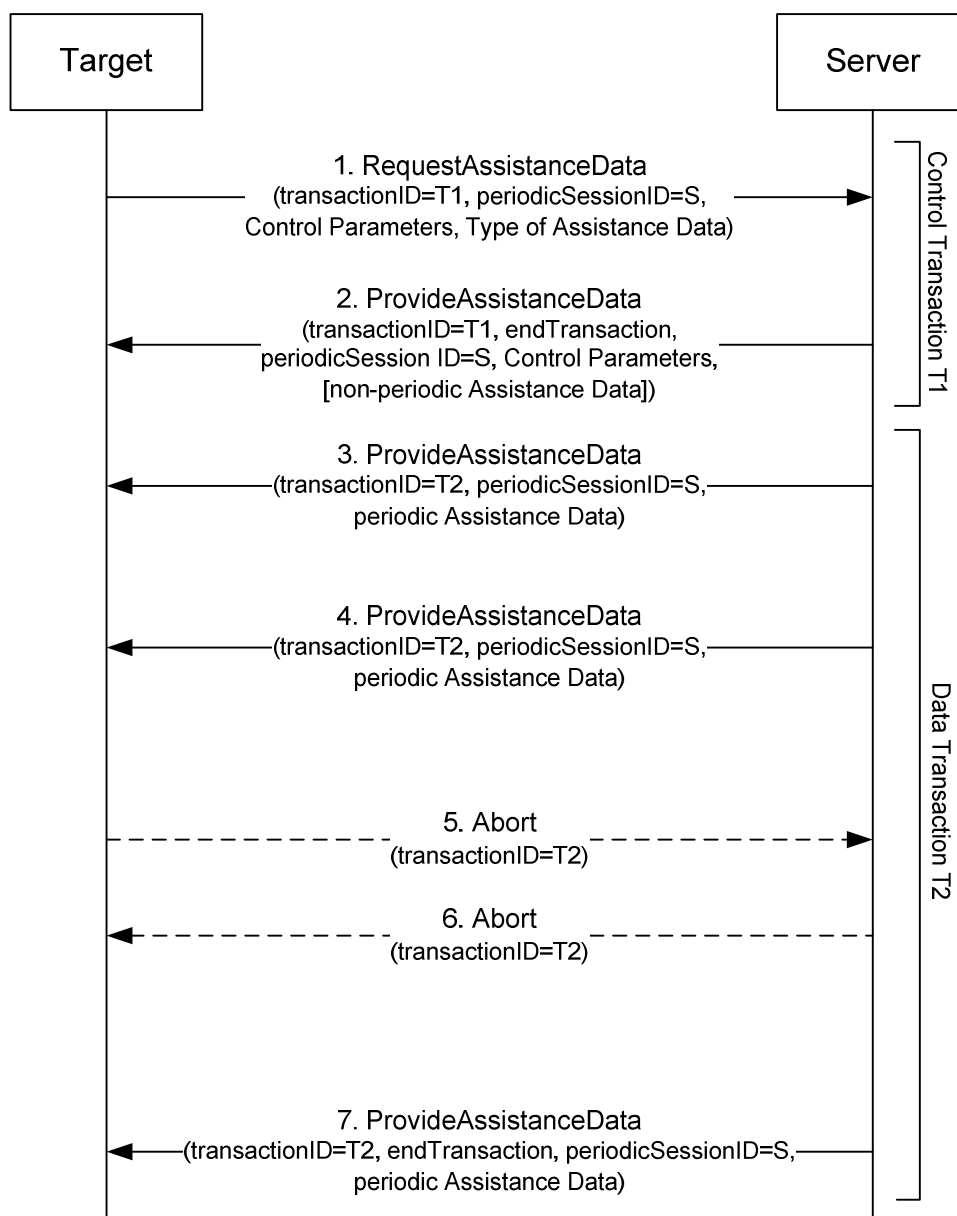 Target
Server
1. RequestAssistanceData
(transactionID=T1, periodicSessionID=S,
Control Parameters, Type of Assistance Data)
2. ProvideAssistanceData
(transactionID=T1, endTransaction,
periodicSession ID=S, Control Parameters,
[non-periodic Assistance Data])
Control Transaction T1
3. ProvideAssistanceData
(transactionID=T2, periodicSessionID=S,
periodic Assistance Data)
4. ProvideAssistanceData
(transactionID=T2, periodicSessionID=S,
periodic Assistance Data)
5. Abort
(transactionID=T2)
6. Abort
(transactionID=T2)
7. ProvideAssistanceData
(transactionID=T2, endTransaction, periodicSessionID=S,
periodic Assistance Data)
Data Transaction T2